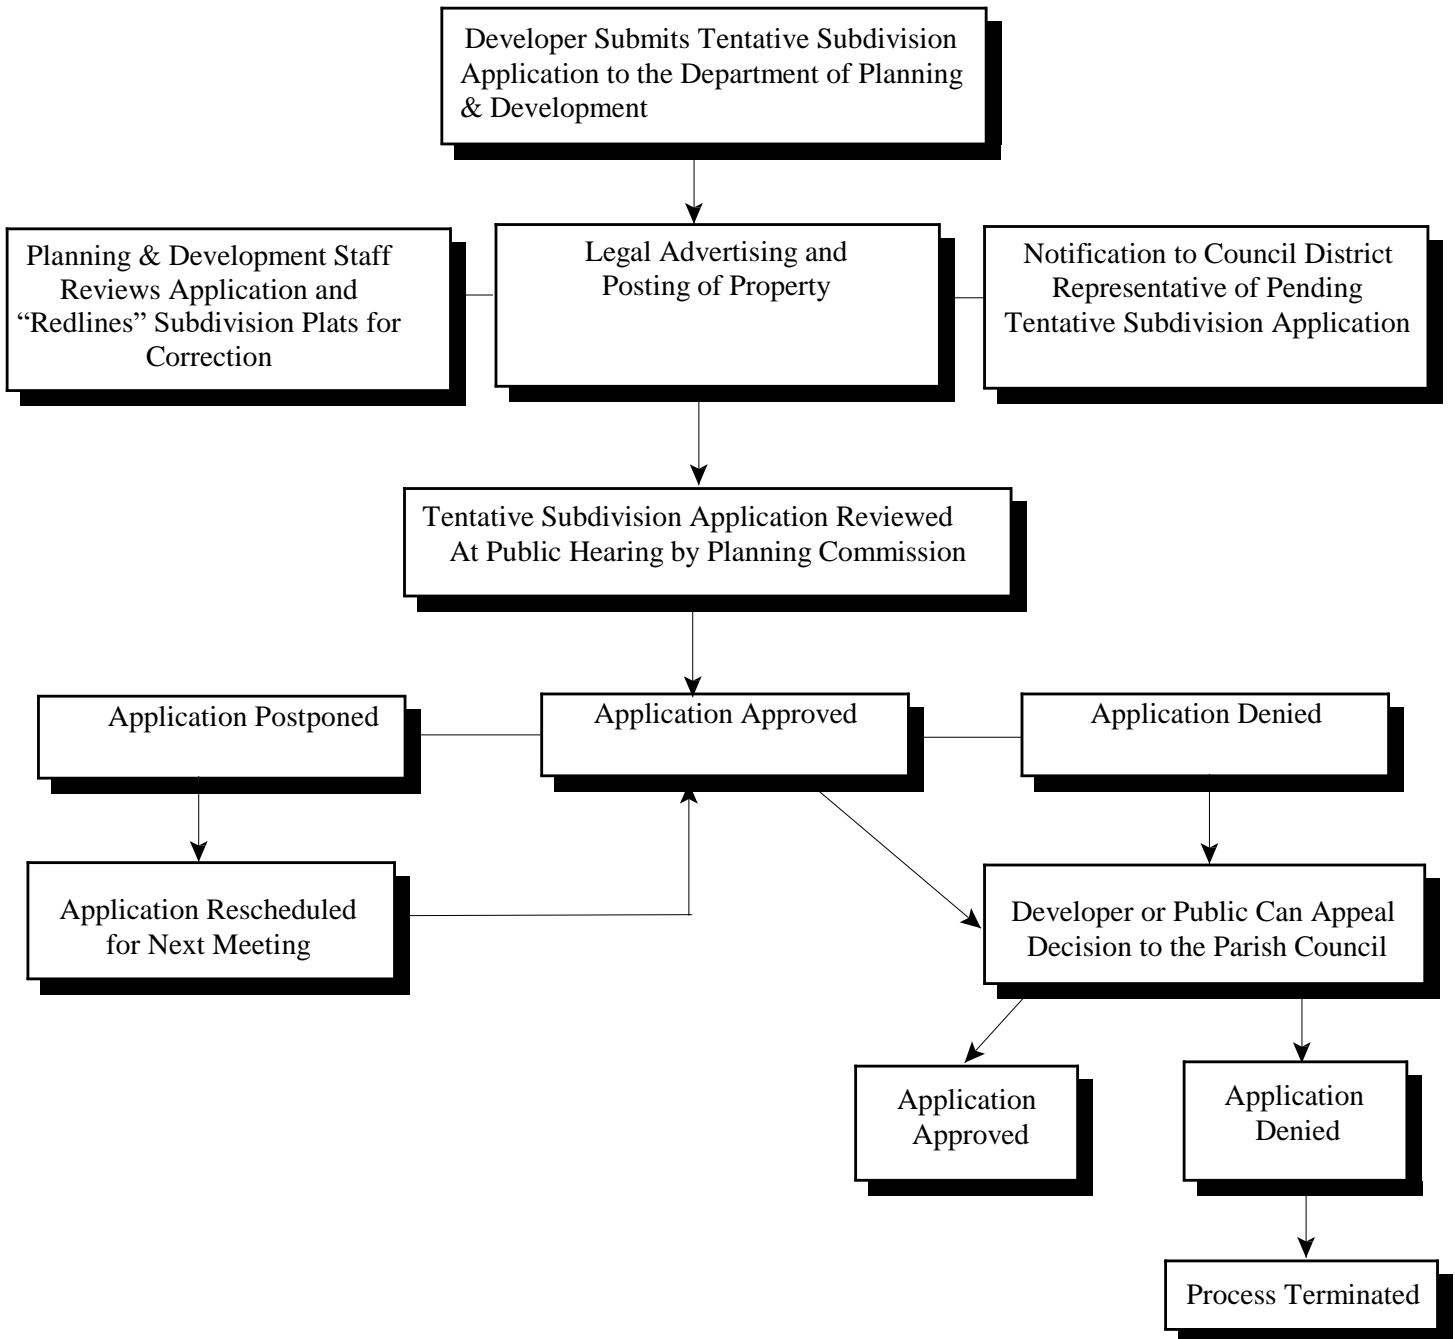 Developer Submits Tentative Subdivision
Application to the Department of Planning
& Development
Planning & Development Staff
Reviews Application and
“Redlines” Subdivision Plats for
Correction
Legal Advertising and
Posting of Property
Notification to Council District
Representative of Pending
Tentative Subdivision Application
Tentative Subdivision Application Reviewed
At Public Hearing by Planning Commission
Application Postponed
Application Approved
Application Denied
Application Rescheduled
for Next Meeting
Developer or Public Can Appeal
Decision to the Parish Council
Application
Approved
Application
Denied
Process Terminated